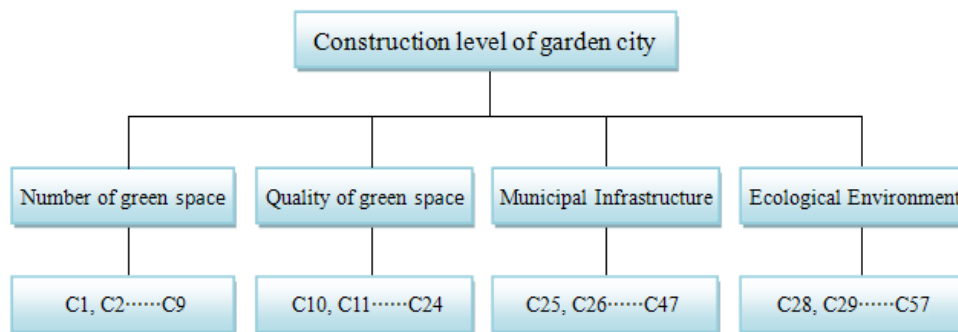 Construction level of garden city
Number of green space
Quality of green space
Municipal Infrastructure
Ecological Environment
C1, C2······C9
C10, C11······C24
C25, C26······C47
C28, C29······C57